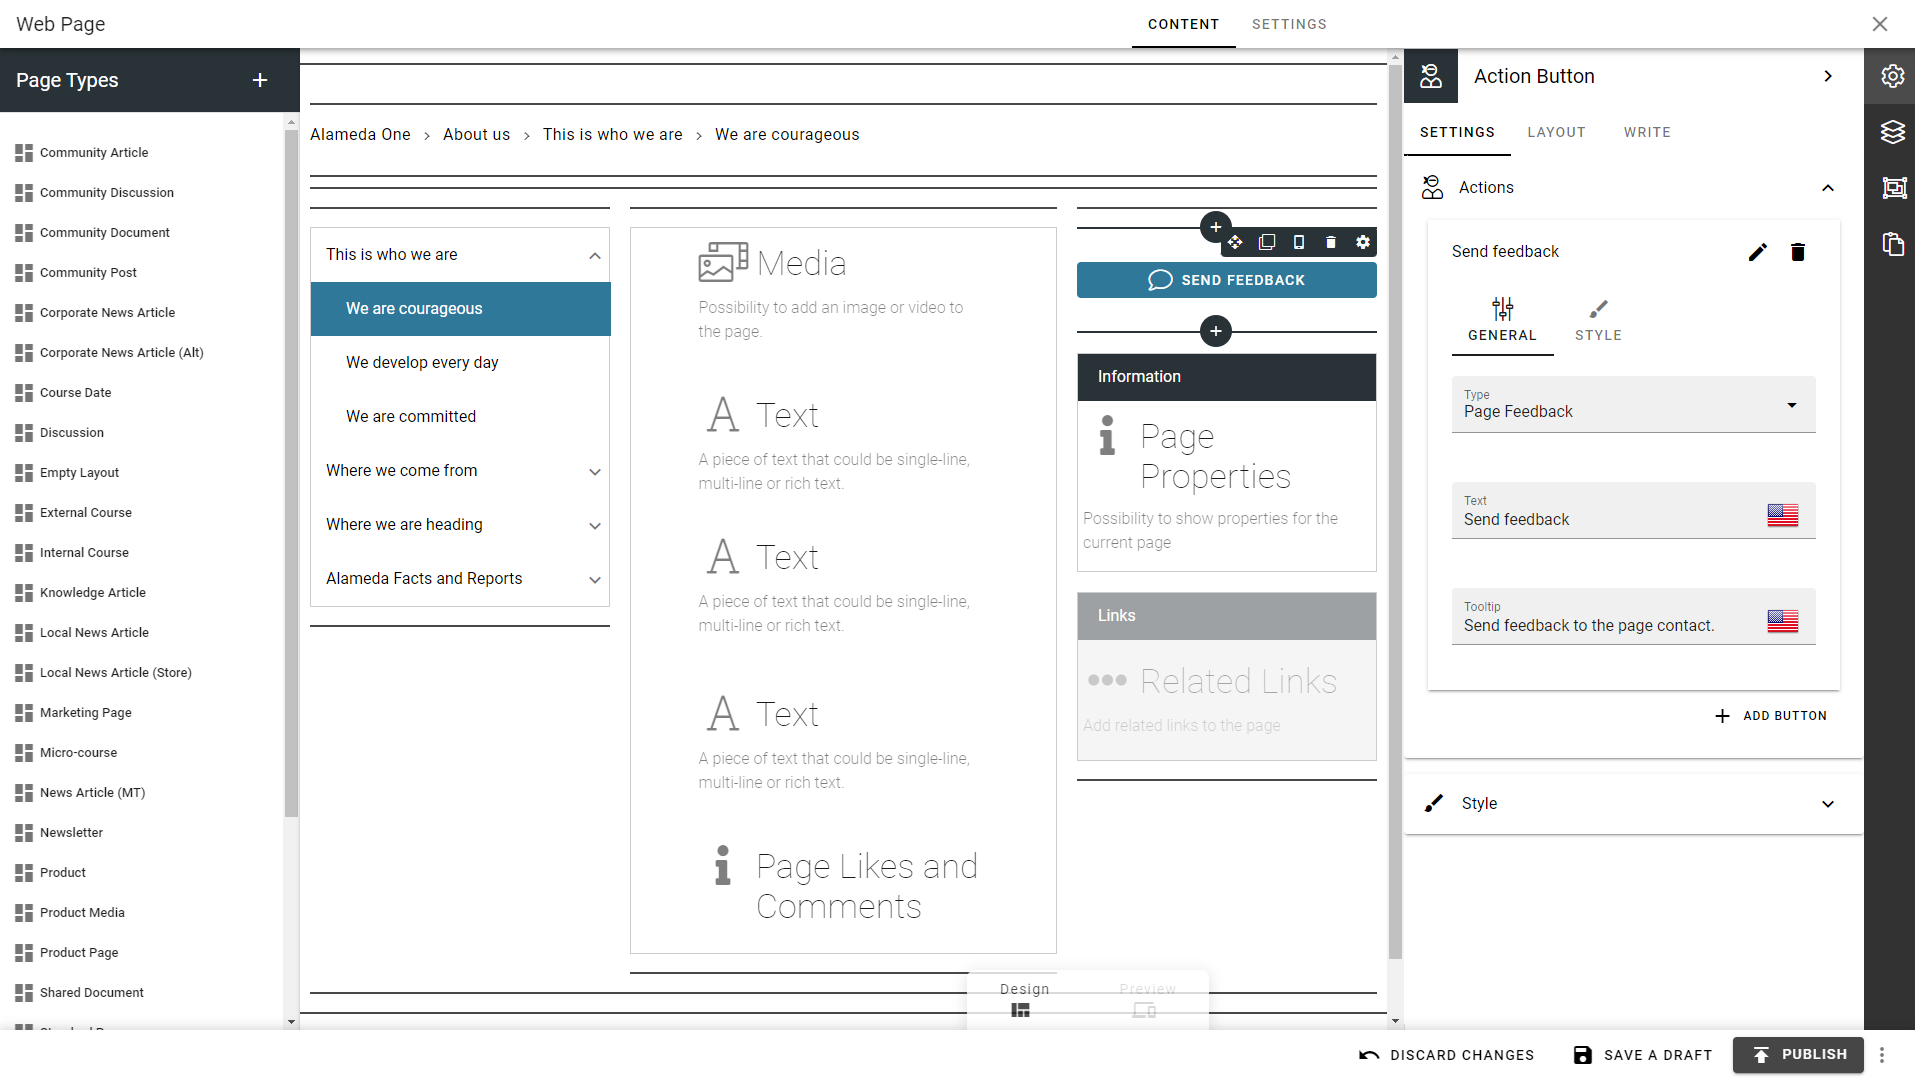 Web Page
CONTENT
SETTINGS
Page Types
Community Article
Community Discussion
Community Document
Community Post
Corporate News Article
Corporate News Article (Alt)
Course Date
Discussion
Empty Layout
External Course
Internal Course
Knowledge Article
Local News Article
Local News Article (Store)
Marketing Page
Micro-course
News Article (MT)
Newsletter
Product
Product Media
Product Page
Shared Document
Alameda One
About us
This is who we are
We are courageous
This is who we are
We are courageous
We develop every day
We are committed
Where we come from
Where we are heading
Alameda Facts and Reports
Media
Possibility to add an image or video to
the page.
Text
A piece of text that could be single-line,
multi-line or rich text.
Text
A piece of text that could be single-line,
multi-line or rich text.
Text
A piece of text that could be single-line,
multi-line or rich text.
Page Likes and
Comments
SEND FEEDBACK
Information
Page
Properties
Possibility to show properties for the
current page
Links
Related Links
Add related links to the page
Design
Preview
Action Button
SETTINGS
LAYOUT
WRITE
Actions
Send feedback
GENERAL
STYLE
Type
Page Feedback
Text
Send feedback
Tooltip
Send feedback to the page contact.
ADD BUTTON
Style
DISCARD CHANGES
SAVE A DRAFT
PUBLISH